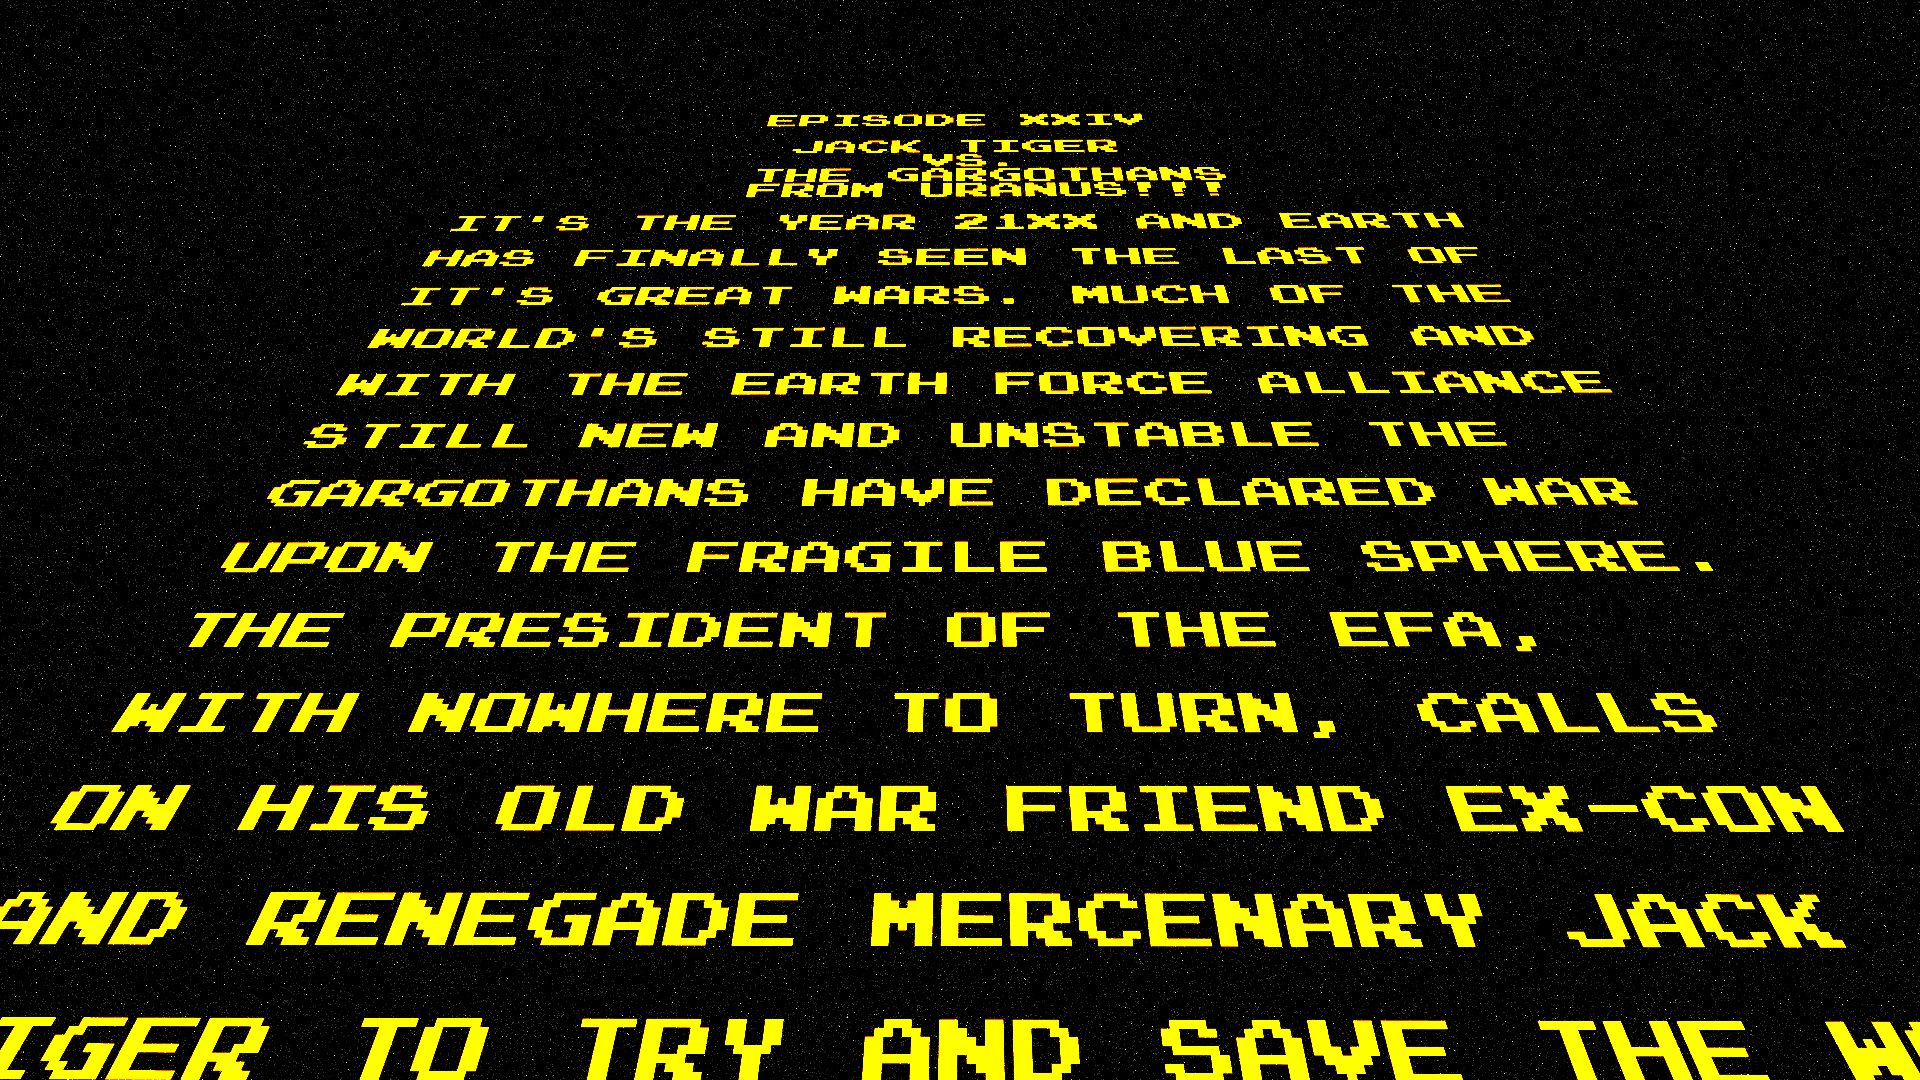 EPISODE XXIV
JACK TIGER
VS.
THE GARGOTHANS
FROM URANUS!!!
IT'S THE YEAR 21XX AND EARTH
HAS FINALLY SEEN THE LAST OF
IT'S GREAT WARS. MUCH OF THE
WORLD'S STILL RECOVERING AND
WITH THE EARTH FORCE ALLIANCE
STILL NEW AND UNSTABLE THE
GARGOTHANS HAVE DECLARED WAR
UPON THE FRAGILE BLUE SPHERE.
THE PRESIDENT OF THE EFA,
WITH NOWHERE TO TURN, CALLS
ON HIS OLD WAR FRIEND EX-CON
AND RENEGADE MERCENARY JACK
IGER TO TRY AND SAVE THE